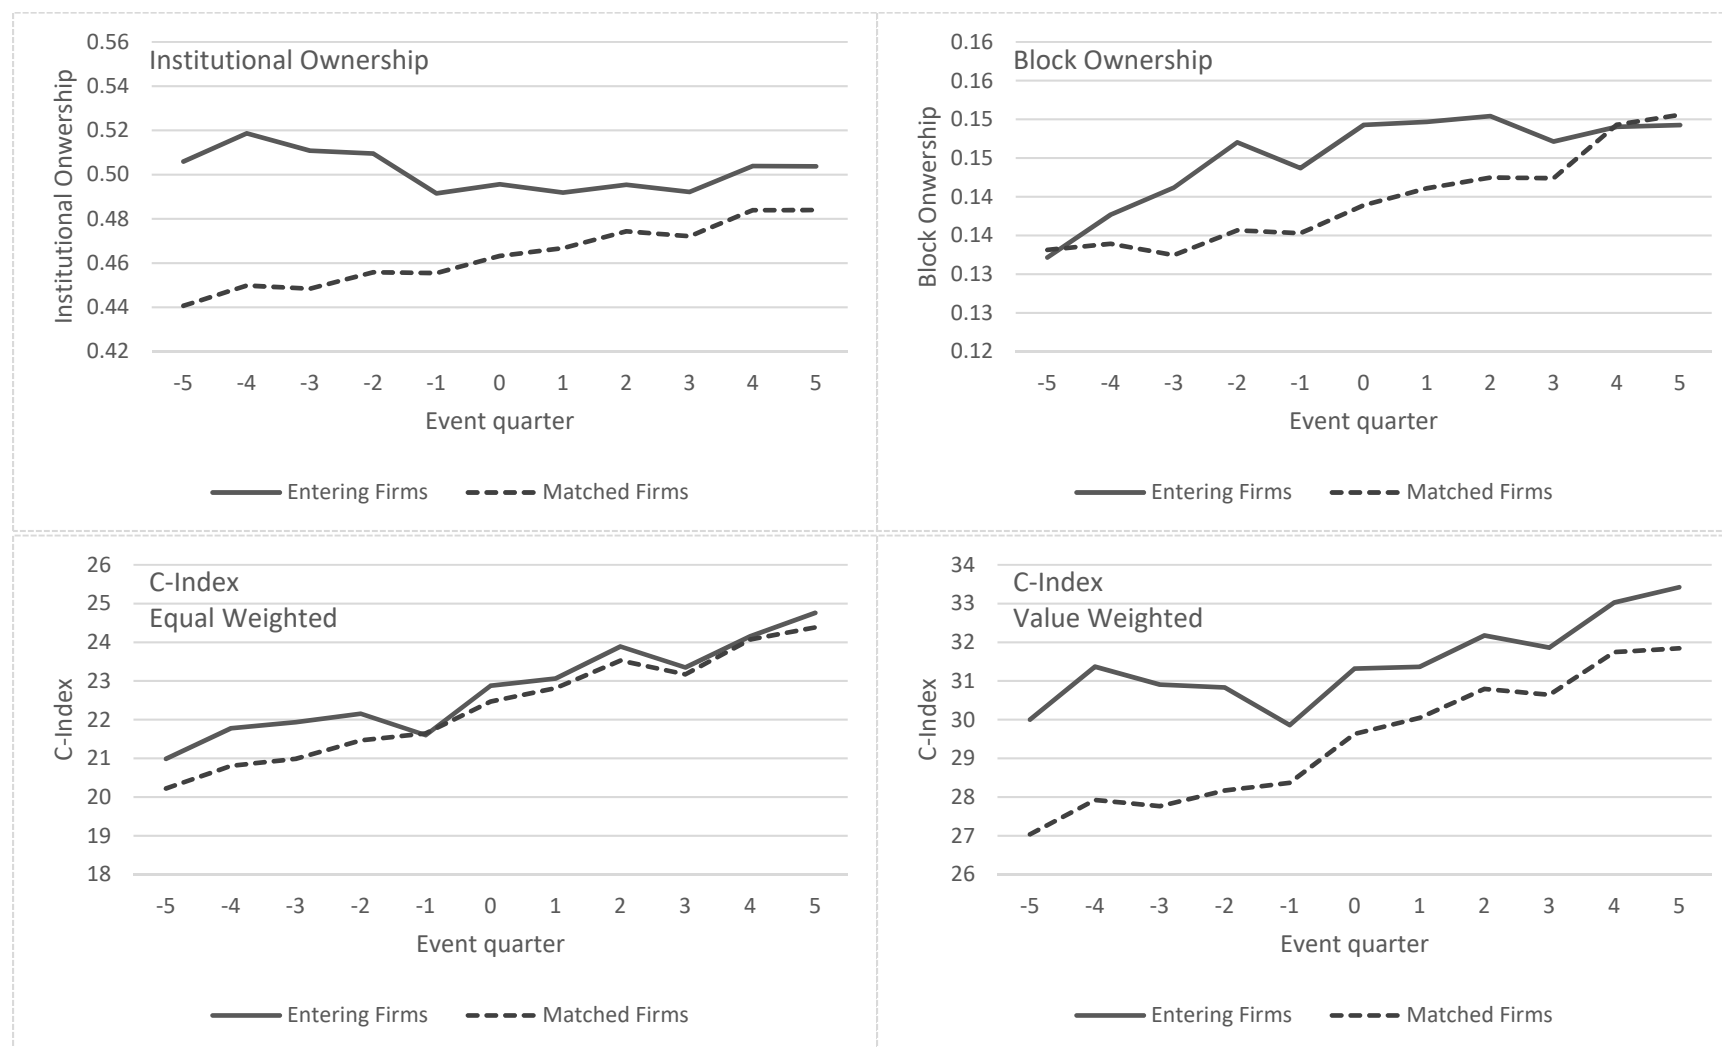 Institutional Ownership
Institutional Onwership
0.56
0.54
0.52
0.50
0.48
0.46
0.44
0.42
-5 -4 -3 -2 -1 0 1 2 3 4 5
Event quarter
Entering Firms Matched Firms
Block Ownership
Block Onwership
0.16
0.16
0.15
0.15
0.14
0.14
0.13
0.13
0.12
-5 -4 -3 -2 -1 0 1 2 3 4 5
Event quarter
Entering Firms Matched Firms
C-Index
Equal Weighted
C-Index
26
25
24
23
22
21
20
19
18
-5 -4 -3 -2 -1 0 1 2 3 4 5
Event quarter
Entering Firms Matched Firms
C-Index
Value Weighted
C-Index
34
33
32
31
30
29
28
27
26
-5 -4 -3 -2 -1 0 1 2 3 4 5
Event quarter
Entering Firms Matched Firms